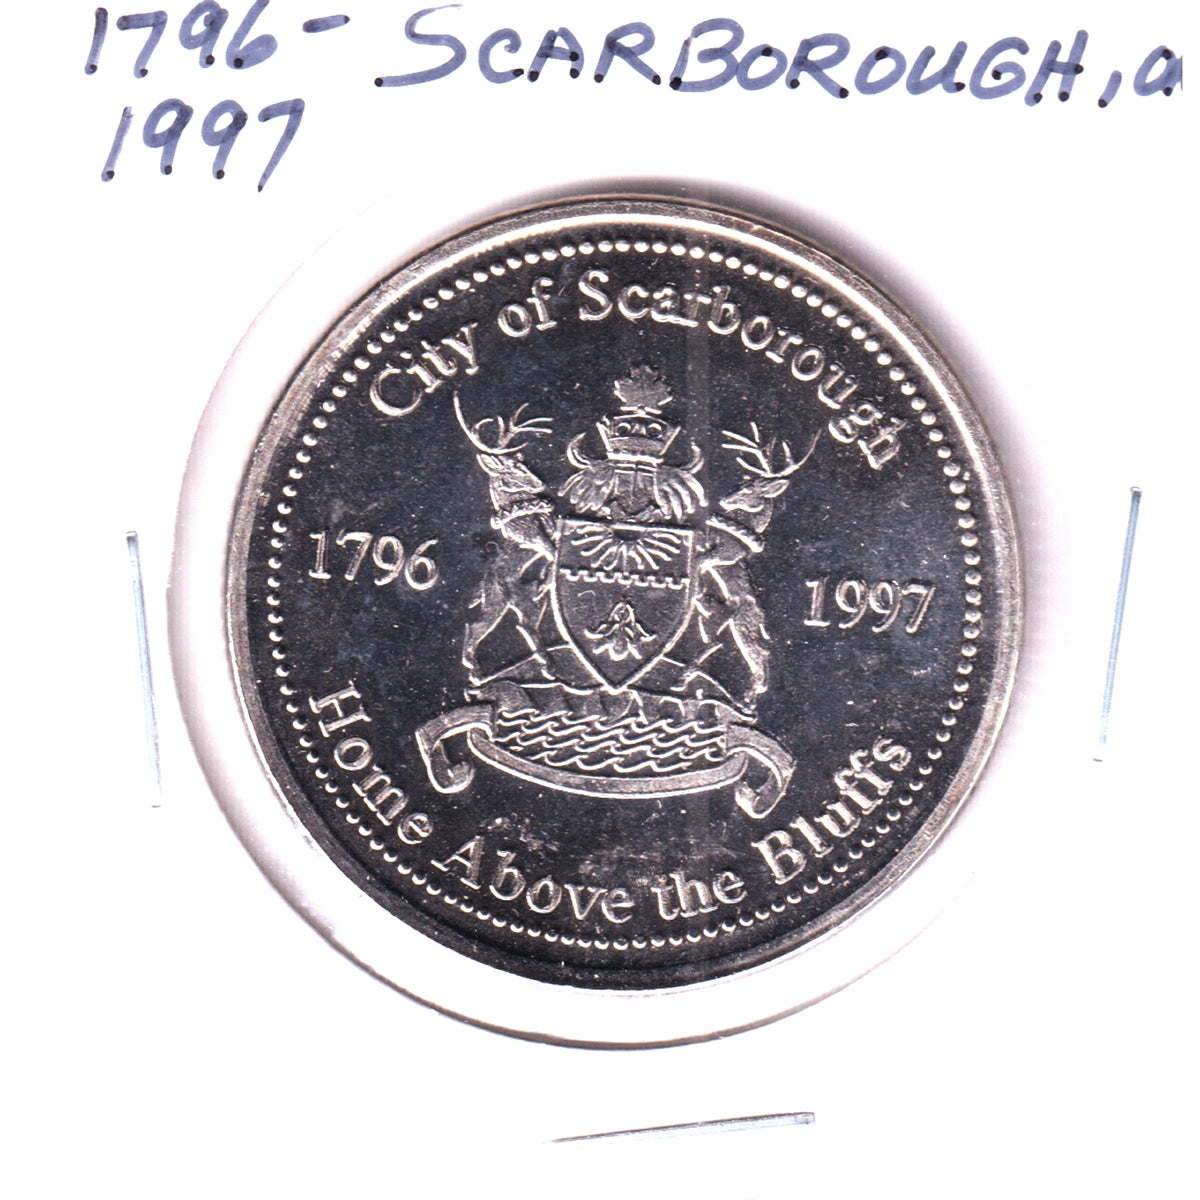 1796 - SCARBOROUGH,
1997
City of Scarborough
1796
1997
Home Above the Bluffs